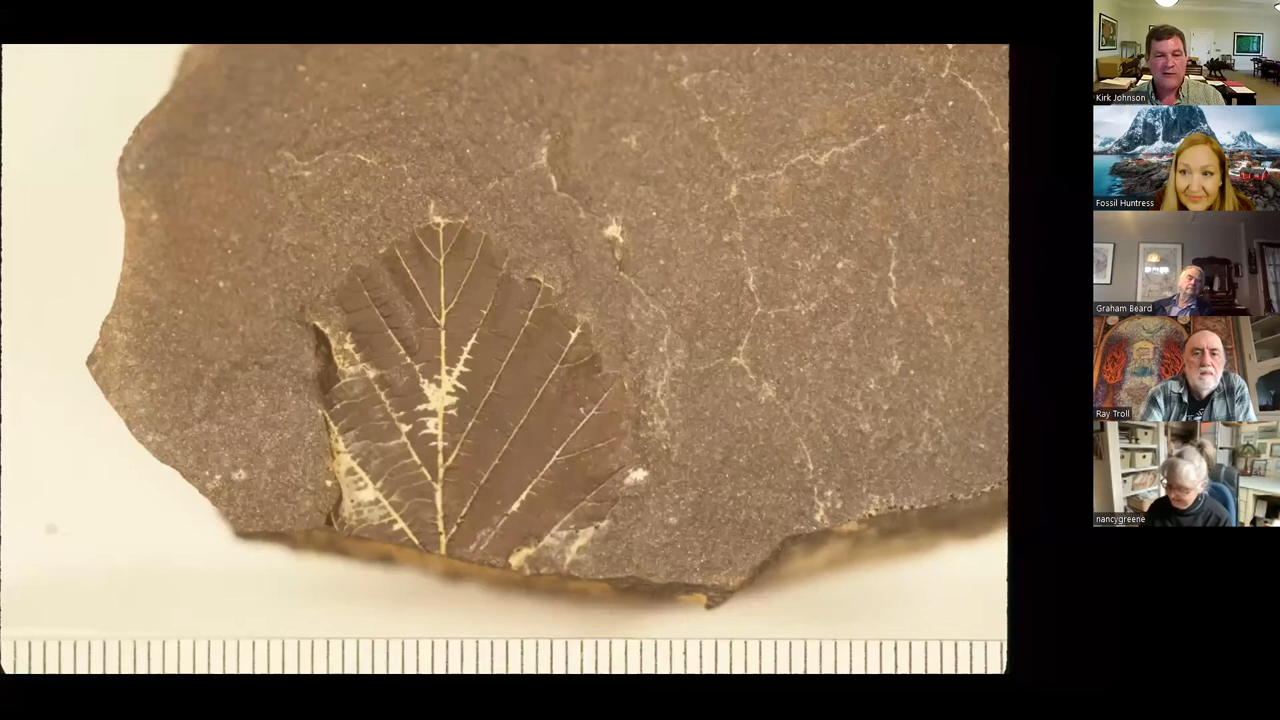 Kirk Johnson
Fossil Huntress
Graham Beard
Ray Troll
nancygreene